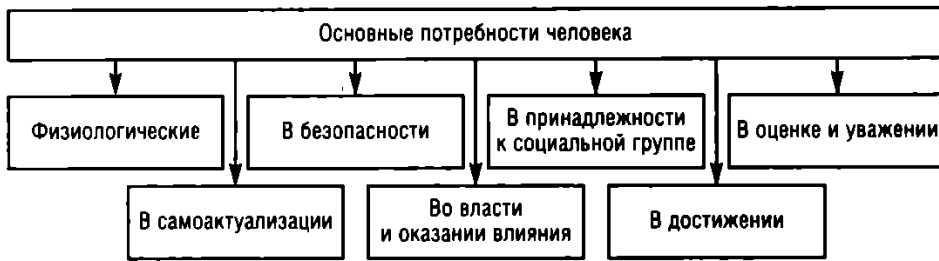 Основные потребности человека
Физиологические
В безопасности
В принадлежности
к социальной группе
В оценке и уважении
В самоактуализации
Во власти
и оказании влияния
В достижении